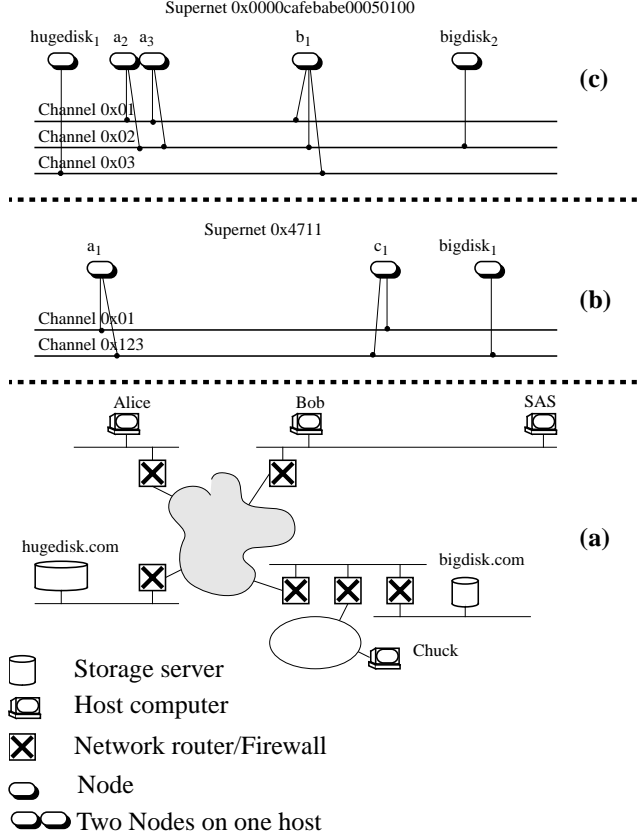 Supernet 0x0000cafebabe00050100
hugedisk1 a2 a3 b1 bigdisk2
(c)
Channel 0x01
Channel 0x02
Channel 0x03
Supernet 0x4711
a1 c1 bigdisk1
(b)
Channel 0x01
Channel 0x123
Alice Bob SAS
(a)
hugedisk.com bigdisk.com
Chuck
Storage server
Host computer
Network router/Firewall
Node
Two Nodes on one host